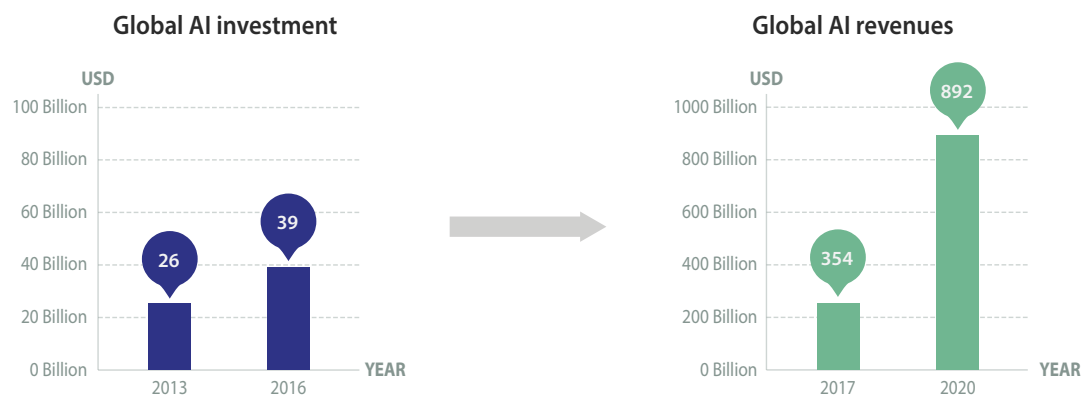 Global AI investment
USD
100 Billion
80 Billion
60 Billion
40 Billion
20 Billion
0 Billion
26
39
2013
2016
YEAR
Global AI revenues
USD
1000 Billion
800 Billion
600 Billion
400 Billion
200 Billion
0 Billion
354
892
2017
2020
YEAR